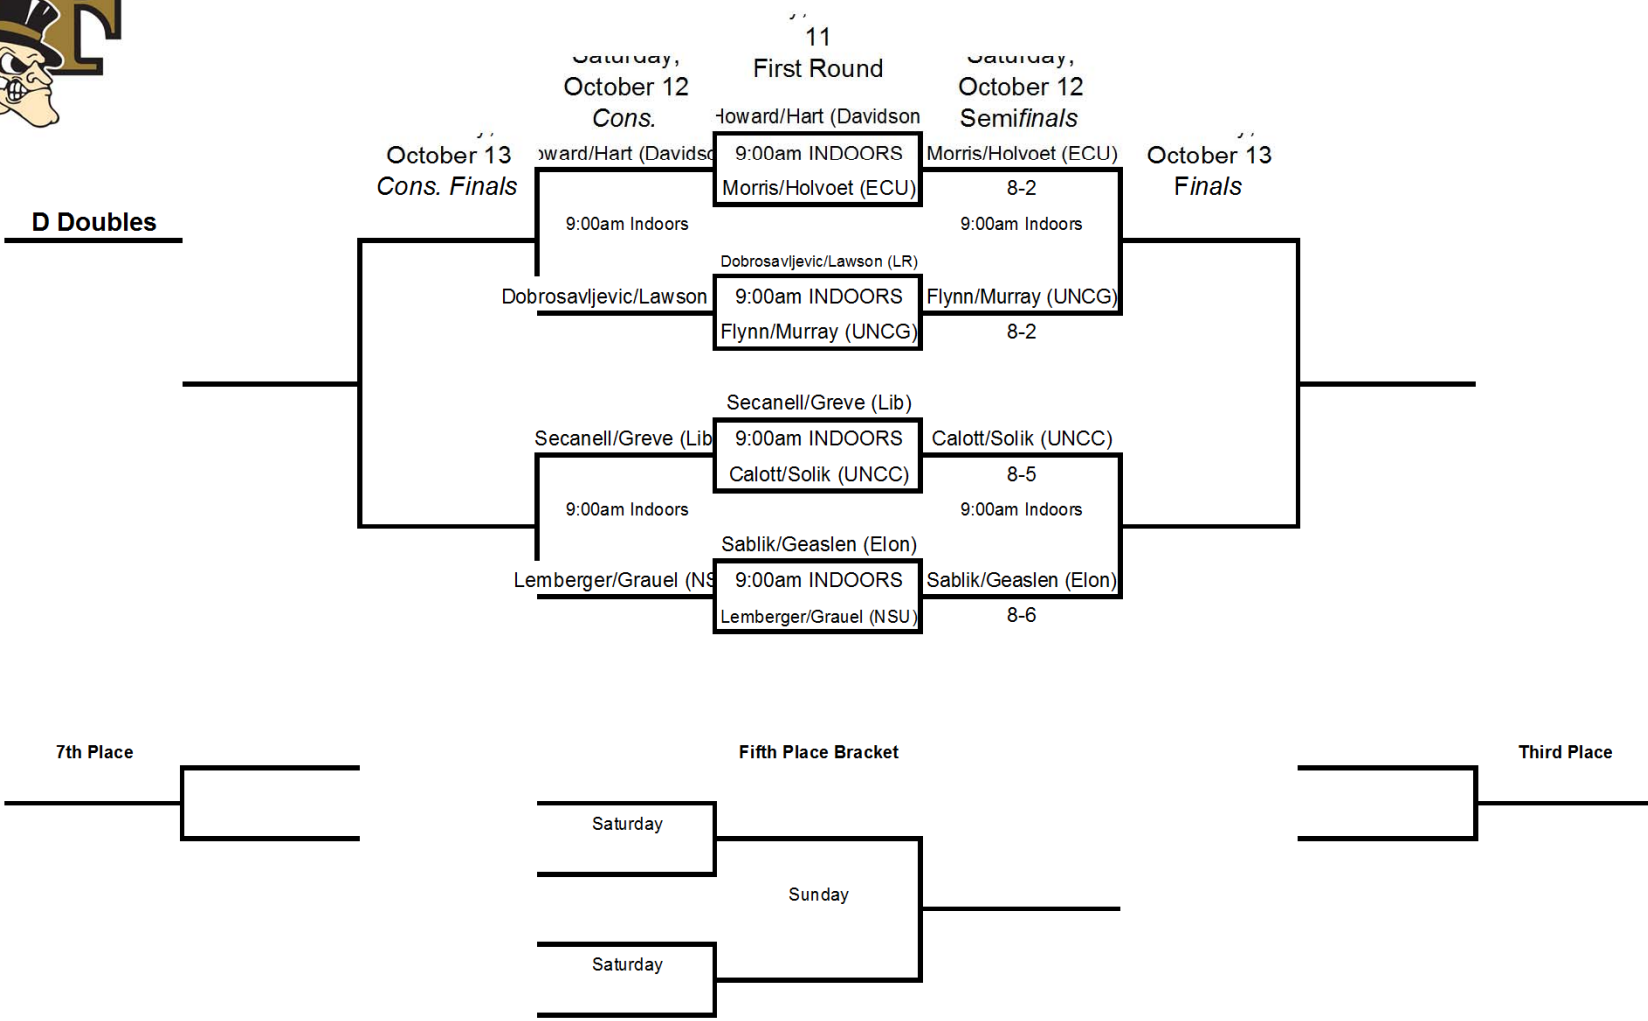 11
First Round
Saturday,
October 12
Cons.
Saturday,
October 12
Semifinals
October 13
Cons. Finals
October 13
Finals
D Doubles
Howard/Hart (Davidson
9:00am INDOORS
Morris/Holvoet (ECU)
oward/Hart (Davidso
Morris/Holvoet (ECU)
8-2
9:00am Indoors
9:00am Indoors
Dobrosavljevic/Lawson (LR)
Dobrosavljevic/Lawson
9:00am INDOORS
Flynn/Murray (UNCG)
Flynn/Murray (UNCG)
8-2
Secanell/Greve (Lib)
Secanell/Greve (Lib
9:00am INDOORS
Calott/Solik (UNCC)
Calott/Solik (UNCC)
8-5
9:00am Indoors
9:00am Indoors
Sablik/Geaslen (Elon)
Lemberger/Grauel (NS
9:00am INDOORS
Sablik/Geaslen (Elon)
Lemberger/Grauel (NSU)
8-6
7th Place
Fifth Place Bracket
Third Place
Saturday
Sunday
Saturday